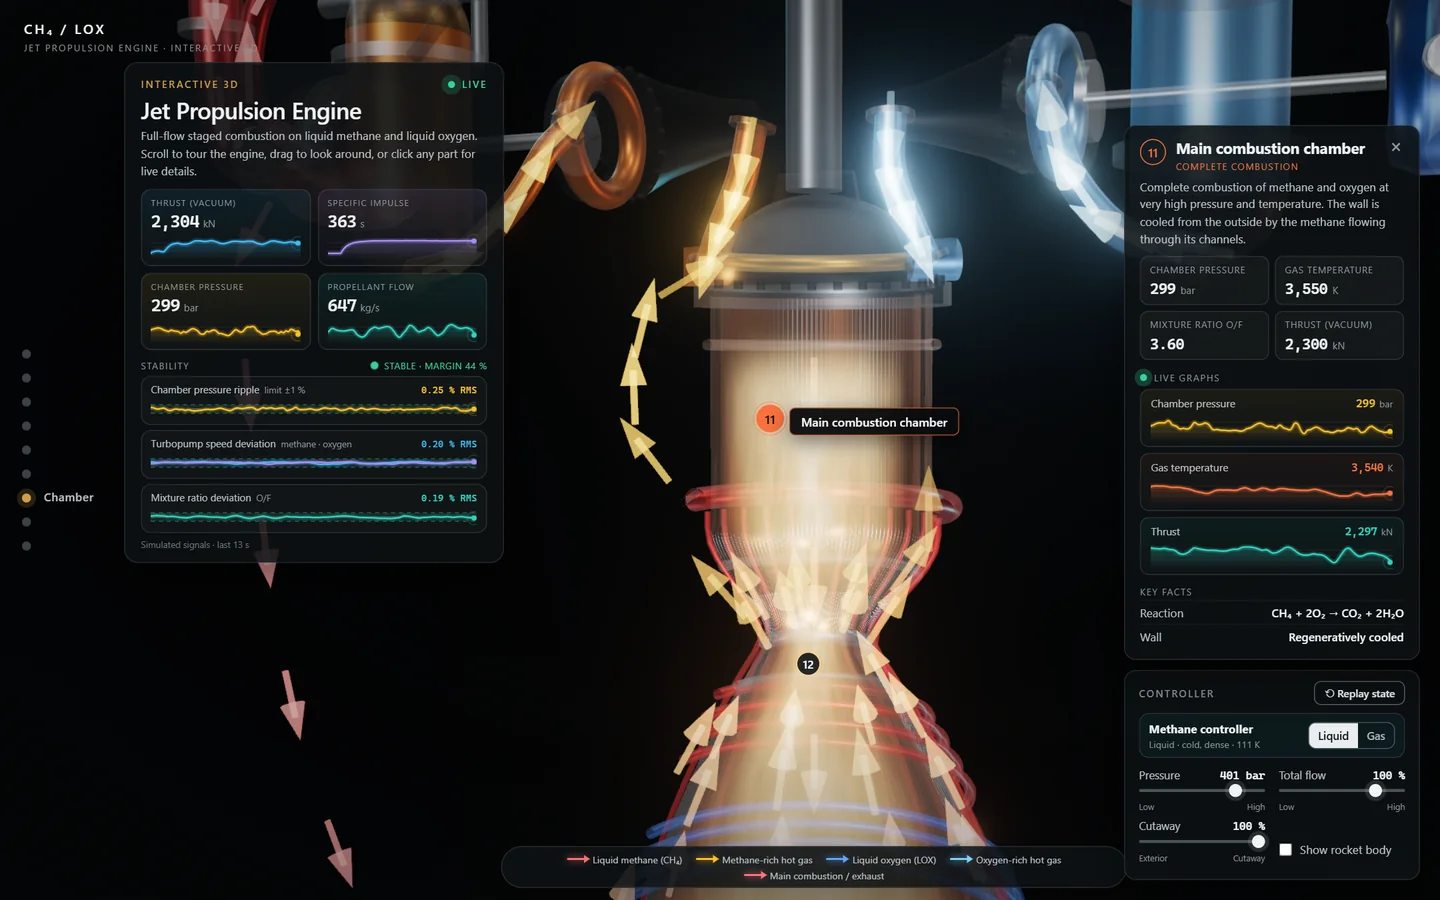 CH₄ / LOX
JET PROPULSION ENGINE · INTERACTIVE 3D
INTERACTIVE 3D
LIVE
Jet Propulsion Engine
Full-flow staged combustion on liquid methane and liquid oxygen.
Scroll to tour the engine, drag to look around, or click any part for
live details.
THRUST (VACUUM)
2,304 kN
SPECIFIC IMPULSE
363 s
CHAMBER PRESSURE
299 bar
PROPELLANT FLOW
647 kg/s
STABILITY
STABLE · MARGIN 44 %
Chamber pressure ripple limit ±1 %
0.25 % RMS
Turbopump speed deviation methane · oxygen
0.20 % RMS
Mixture ratio deviation O/F
0.19 % RMS
Simulated signals · last 13 s
Chamber
11
Main combustion chamber
12
11
Main combustion chamber
×
COMPLETE COMBUSTION
Complete combustion of methane and oxygen at
very high pressure and temperature. The wall is
cooled from the outside by the methane flowing
through its channels.
CHAMBER PRESSURE
299 bar
GAS TEMPERATURE
3,550 K
MIXTURE RATIO O/F
3.60
THRUST (VACUUM)
2,300 kN
LIVE GRAPHS
Chamber pressure
299 bar
Gas temperature
3,540 K
Thrust
2,297 kN
KEY FACTS
Reaction
CH₄ + 2O₂ → CO₂ + 2H₂O
Wall
Regeneratively cooled
CONTROLLER
Replay state
Methane controller
Liquid · cold, dense · 111 K
Liquid
Gas
Pressure
401 bar
Low
High
Total flow
100 %
Low
High
Cutaway
100 %
Exterior
Cutaway
Show rocket body
Liquid methane (CH₄)
Methane-rich hot gas
Liquid oxygen (LOX)
Oxygen-rich hot gas
Main combustion / exhaust